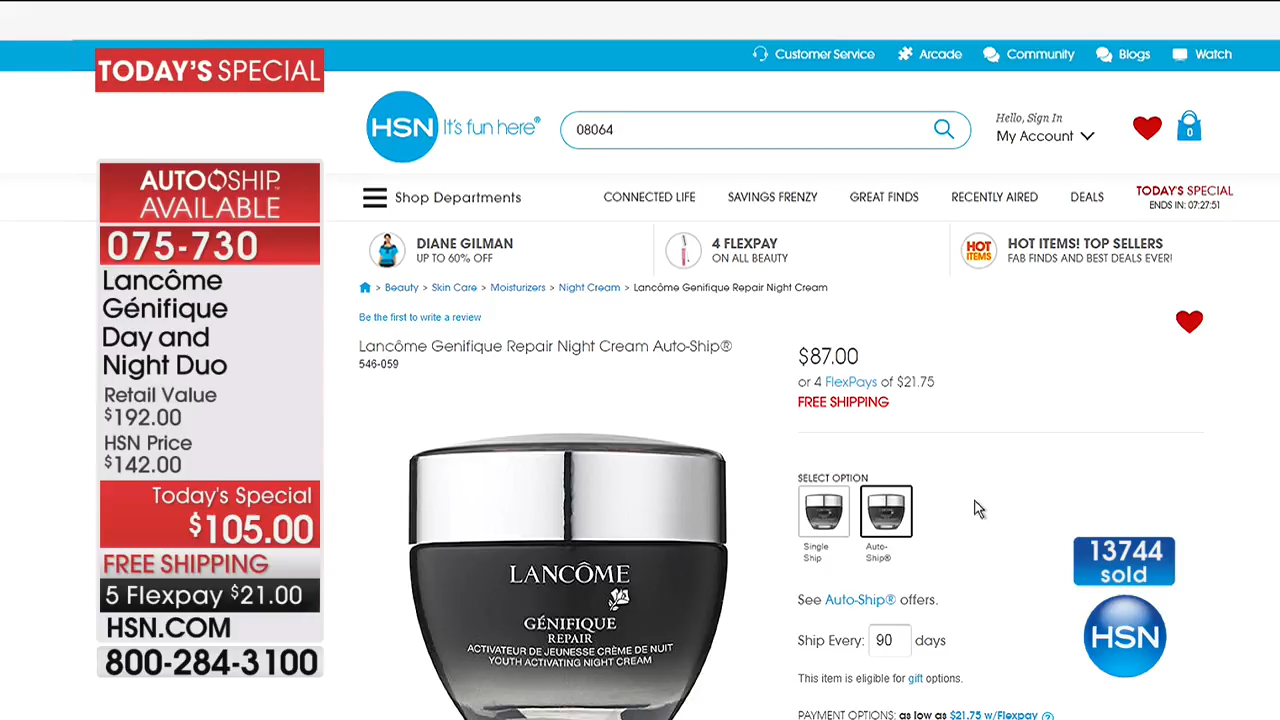 TODAY'S SPECIAL
AUTO SHIP™
AVAILABLE
075-730
Lancôme
Génifique
Day and
Night Duo
Retail Value
$192.00
HSN Price
$142.00
Today's Special
$105.00
FREE SHIPPING
5 Flexpay $21.00
HSN.COM
800-284-3100
Customer Service
Arcade
Community
Blogs
Watch
HSN It's fun here®
08064
Hello, Sign In
My Account
0
Shop Departments
CONNECTED LIFE
SAVINGS FRENZY
GREAT FINDS
RECENTLY AIRED
DEALS
TODAY'S SPECIAL
ENDS IN: 07:27:51
DIANE GILMAN
UP TO 60% OFF
4 FLEXPAY
ON ALL BEAUTY
HOT
ITEMS
HOT ITEMS! TOP SELLERS
FAB FINDS AND BEST DEALS EVER!
> Beauty > Skin Care > Moisturizers > Night Cream > Lancôme Genifique Repair Night Cream
Be the first to write a review
Lancôme Genifique Repair Night Cream Auto-Ship®
546-059
LANCÔME
GÉNIFIQUE
REPAIR
ACTIVATEUR DE JEUNESSE CRÈME DE NUIT
YOUTH ACTIVATING NIGHT CREAM
$87.00
or 4 FlexPays of $21.75
FREE SHIPPING
SELECT OPTION
Single
Ship
Auto-
Ship®
See Auto-Ship® offers.
Ship Every: 90 days
This item is eligible for gift options.
PAYMENT OPTIONS: as low as $21.75 w/Flexpay ?
13744
sold
HSN